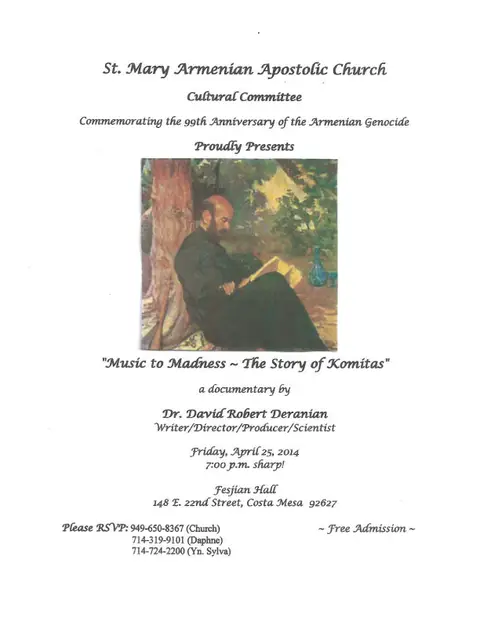 St. Mary Armenian Apostolic Church
Cultural Committee
Commemorating the 99th Anniversary of the Armenian Genocide
Proudly Presents
"Music to Madness ~ The Story of Komitas"
a documentary by
Dr. David Robert Deranian
Writer/Director/Producer/Scientist
Friday, April 25, 2014
7:00 p.m. sharp!
Fesjian Hall
148 E. 22nd Street, Costa Mesa 92627
Please RSVP: 949-650-8367 (Church)
714-319-9101 (Daphne)
714-724-2200 (Yn. Sylva)
~ Free Admission ~